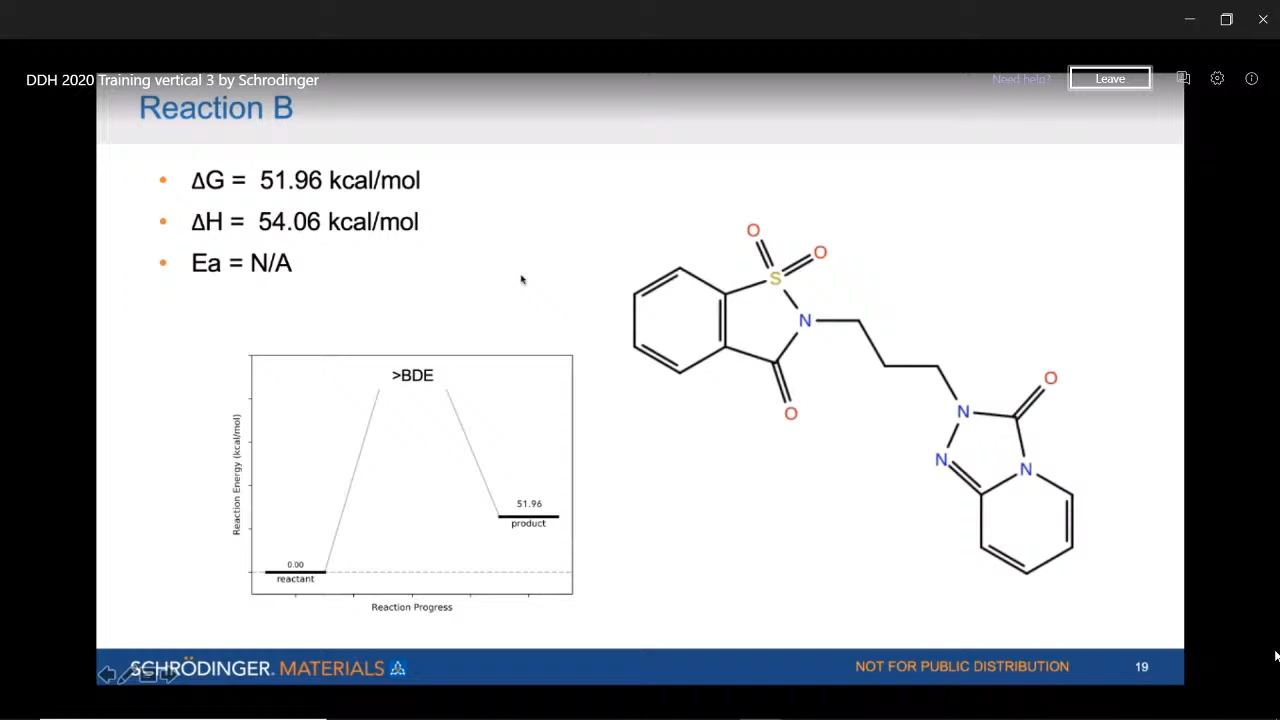 DDH 2020 Training vertical 3 by Schrodinger
Need help?
Leave
Reaction B
• ΔG = 51.96 kcal/mol
• ΔH = 54.06 kcal/mol
• Ea = N/A
>BDE
Reaction Energy (kcal/mol)
51.96
product
0.00
reactant
Reaction Progress
O
O
S
N
O
O
N
N
N
SCHRÖDINGER. MATERIALS
NOT FOR PUBLIC DISTRIBUTION
19